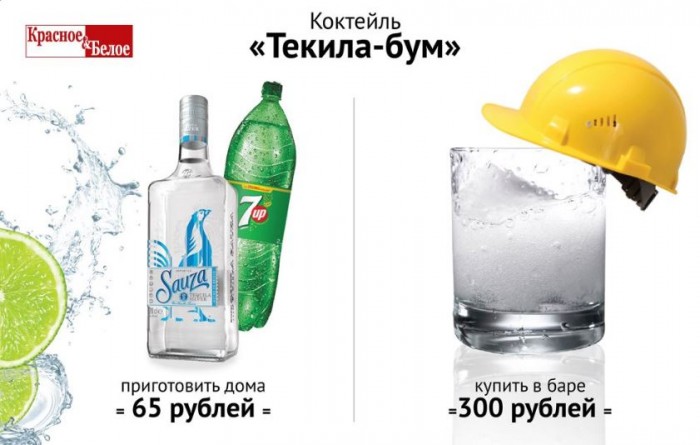 Красное&Белое
Коктейль
«Текила-бум»
7up
Sauza
приготовить дома
= 65 рублей =
купить в баре
=300 рублей =